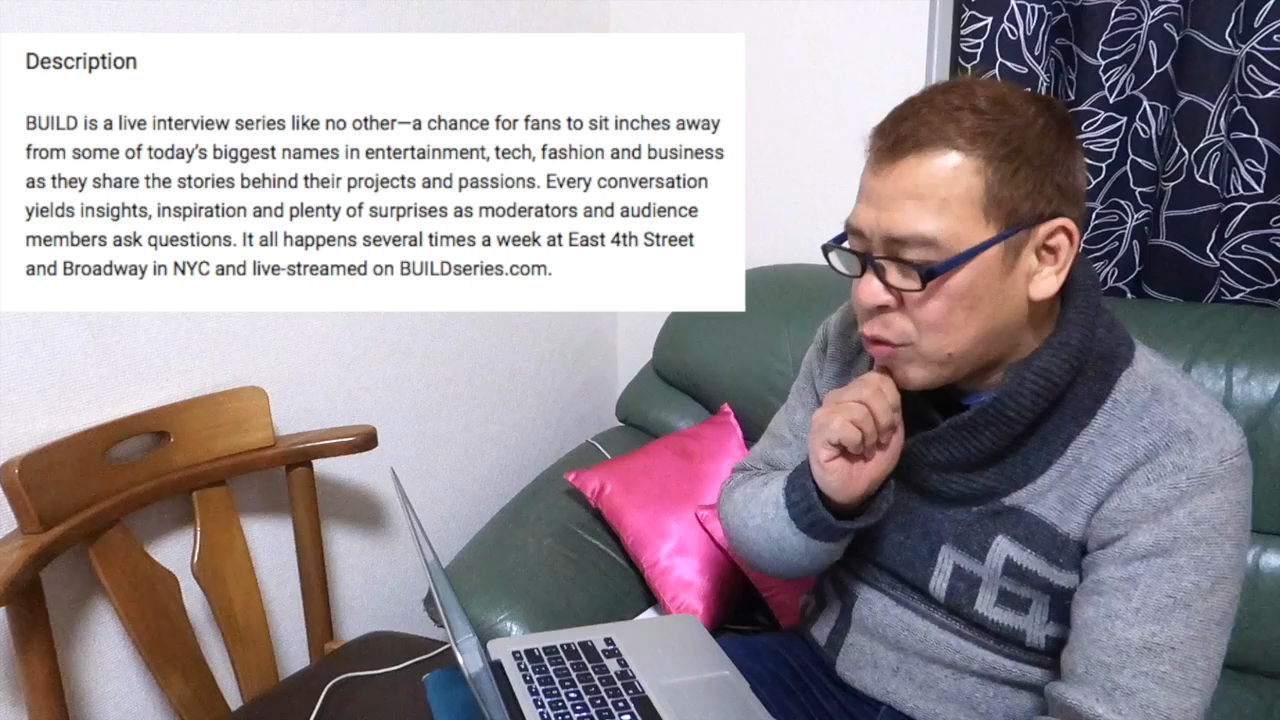 Description
BUILD is a live interview series like no other—a chance for fans to sit inches away
from some of today's biggest names in entertainment, tech, fashion and business
as they share the stories behind their projects and passions. Every conversation
yields insights, inspiration and plenty of surprises as moderators and audience
members ask questions. It all happens several times a week at East 4th Street
and Broadway in NYC and live-streamed on BUILDseries.com.